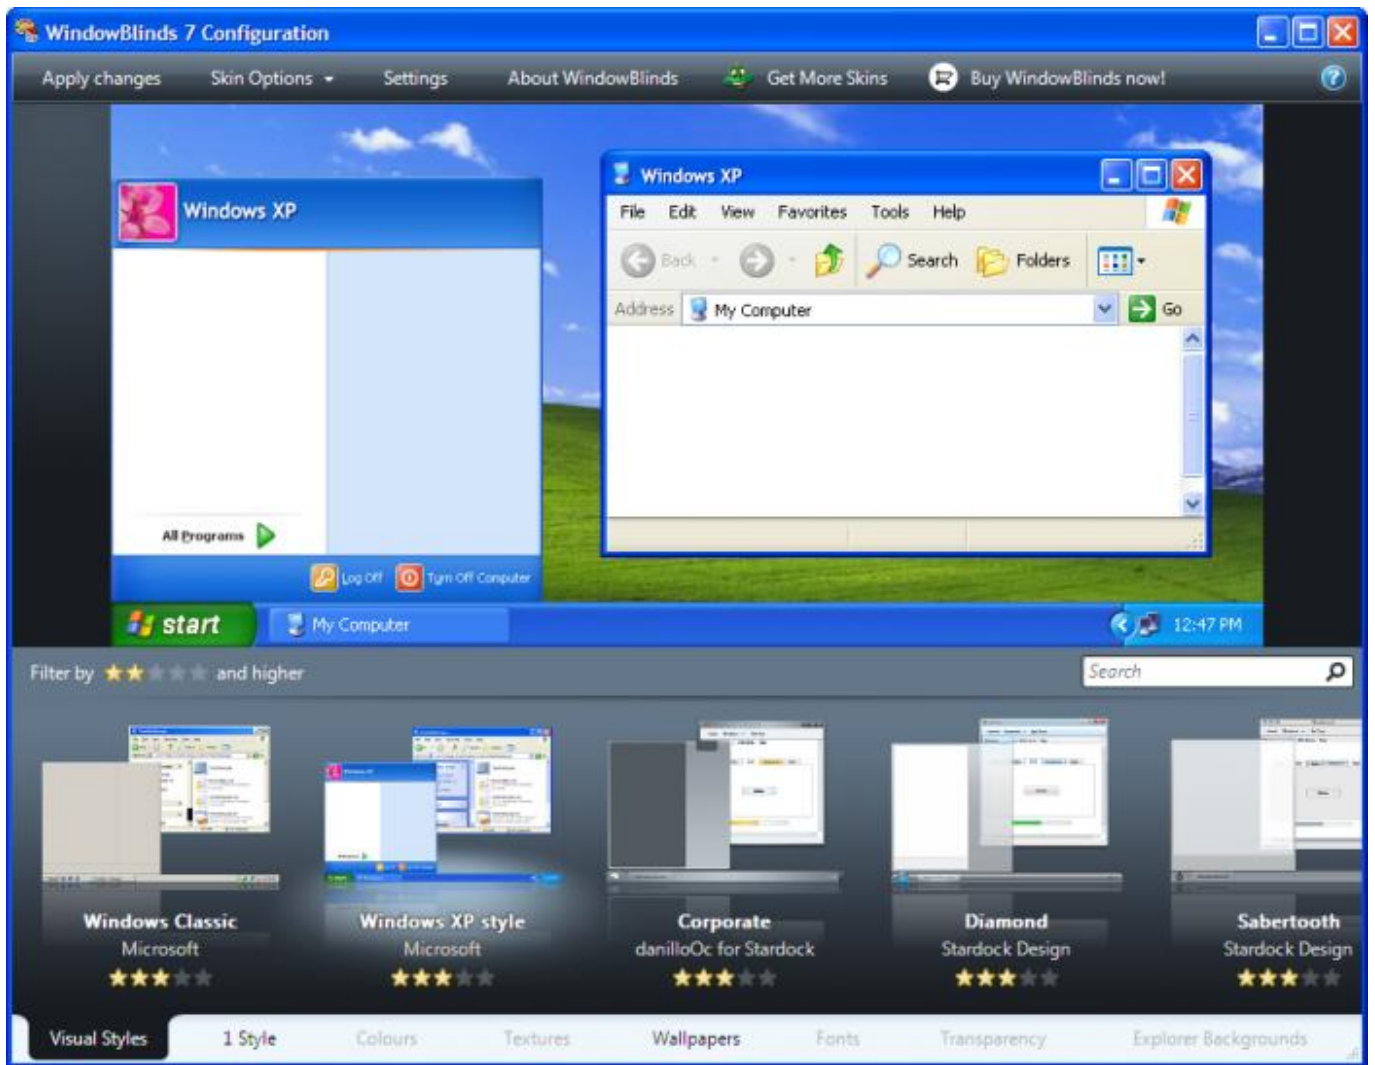 WindowBlinds 7 Configuration
Apply changes Skin Options Settings About WindowBlinds Get More Skins Buy WindowBlinds now!
Windows XP
Windows XP
File Edit View Favorites Tools Help
Back Search Folders
Address My Computer Go
All Programs
Log Off Turn Off Computer
start My Computer 12:47 PM
Filter by and higher Search
Windows Classic Windows XP style Corporate Diamond Sabertooth
Microsoft Microsoft danilloOc for Stardock Stardock Design Stardock Design
Visual Styles 1 Style Colours Textures Wallpapers Fonts Transparency Explorer Backgrounds